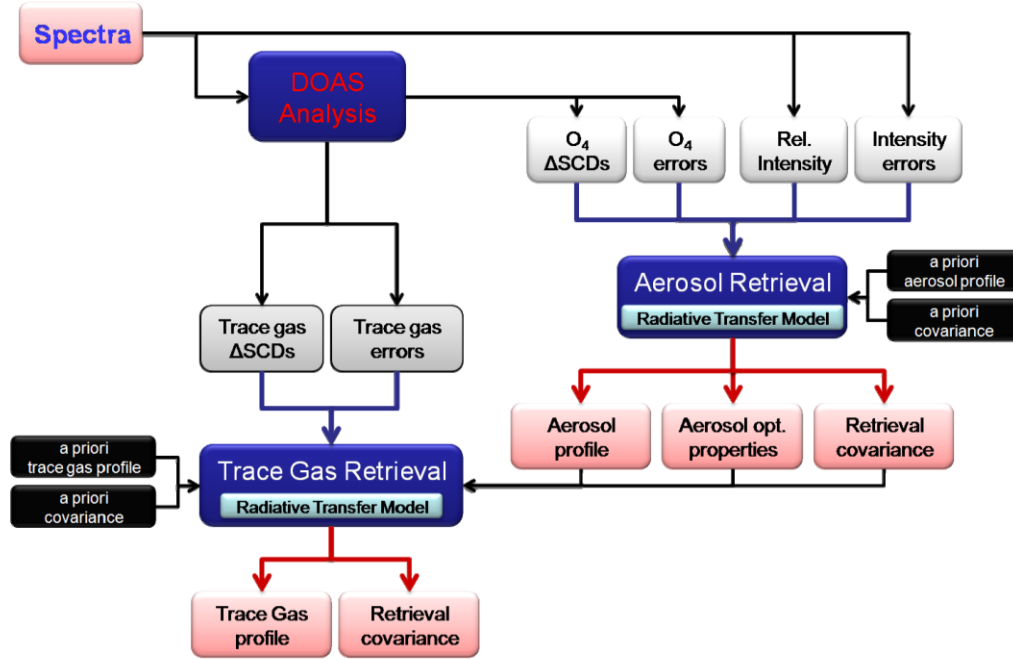 Spectra
DOAS
Analysis
O₄
ΔSCDs
O₄
errors
Rel.
Intensity
Intensity
errors
Aerosol Retrieval
Radiative Transfer Model
a priori
aerosol profile
a priori
covariance
Trace gas
ΔSCDs
Trace gas
errors
Aerosol
profile
Aerosol opt.
properties
Retrieval
covariance
a priori
trace gas profile
a priori
covariance
Trace Gas Retrieval
Radiative Transfer Model
Trace Gas
profile
Retrieval
covariance